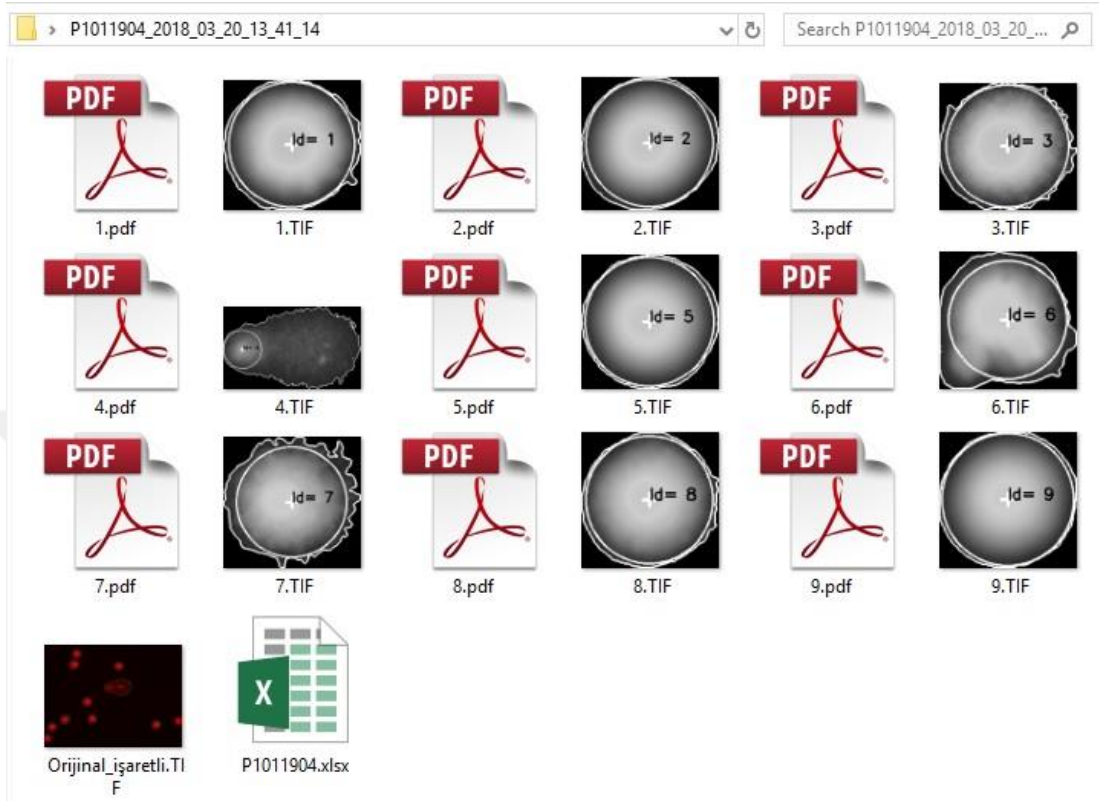 P1011904_2018_03_20_13_41_14
Search P1011904_2018_03_20_...
PDF
Id= 1
PDF
Id= 2
PDF
Id= 3
1.pdf
1.TIF
2.pdf
2.TIF
3.pdf
3.TIF
PDF
PDF
Id= 5
PDF
Id= 6
4.pdf
4.TIF
5.pdf
5.TIF
6.pdf
6.TIF
PDF
Id= 7
PDF
Id= 8
PDF
Id= 9
7.pdf
7.TIF
8.pdf
8.TIF
9.pdf
9.TIF
X
Orijinal_işaretli.TI
F
P1011904.xlsx